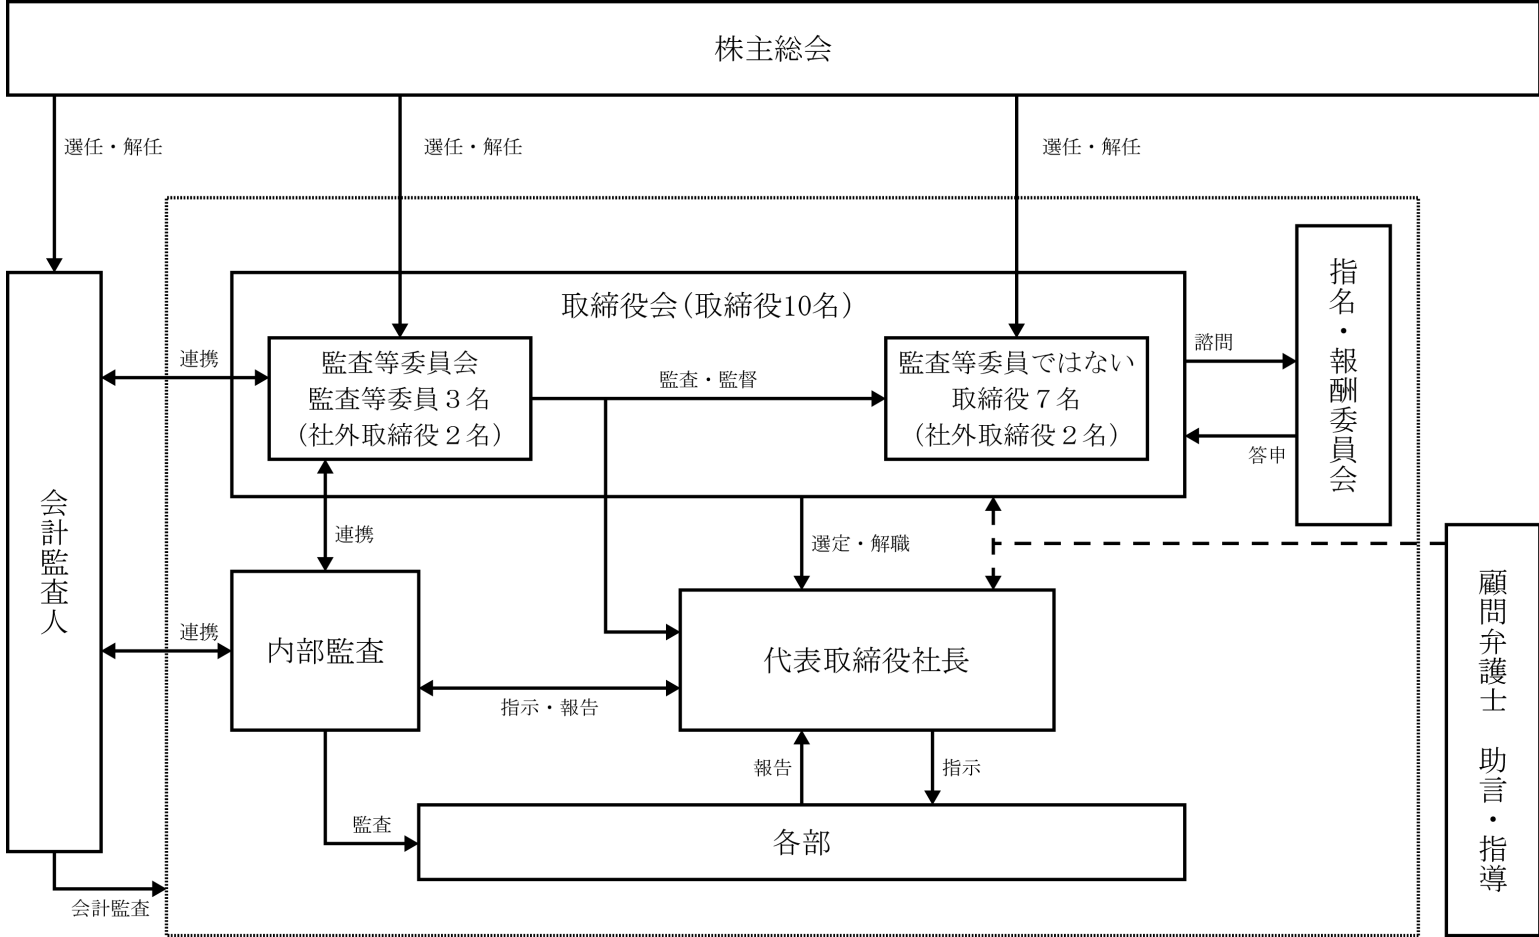 株主総会
選任・解任
選任・解任
選任・解任
取締役会(取締役10名)
指名・報酬委員会
諮問
答申
連携
監査等委員会
監査等委員３名
(社外取締役２名)
監査・監督
監査等委員ではない
取締役７名
(社外取締役２名)
会計監査人
連携
選定・解職
顧問弁護士　助言・指導
連携
内部監査
代表取締役社長
指示・報告
報告
指示
監査
各部
会計監査